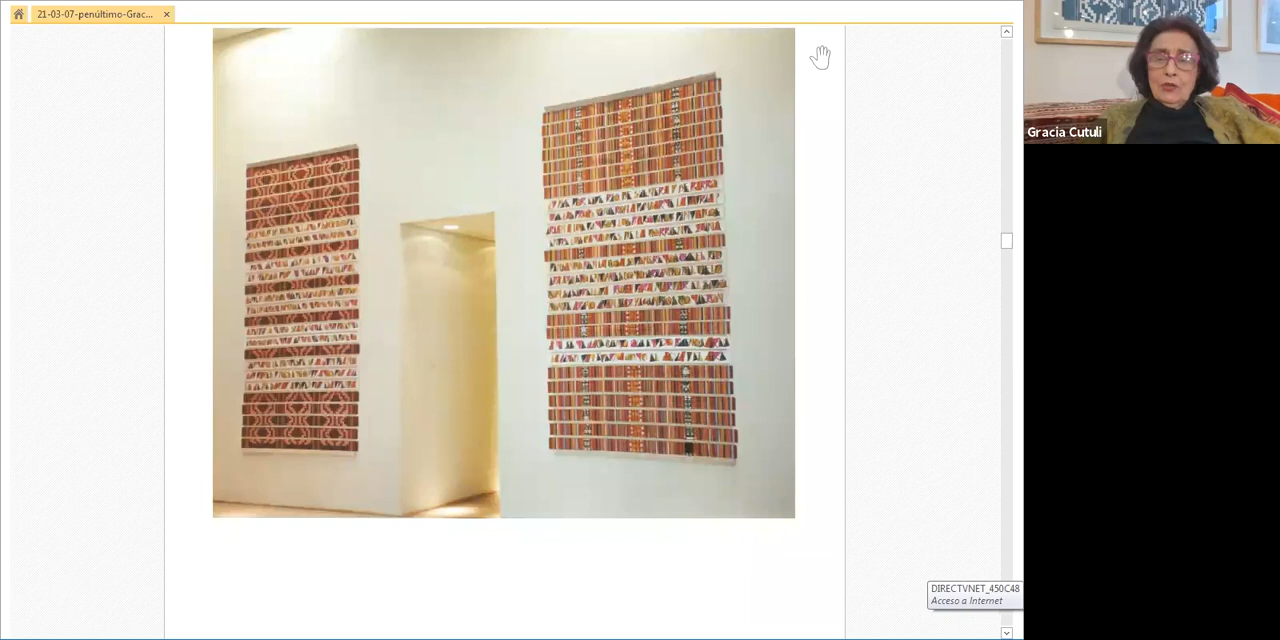 21-03-07-penúltimo-Grac...
Gracia Cutuli
DIRECTVNET_450C48
Acceso a Internet